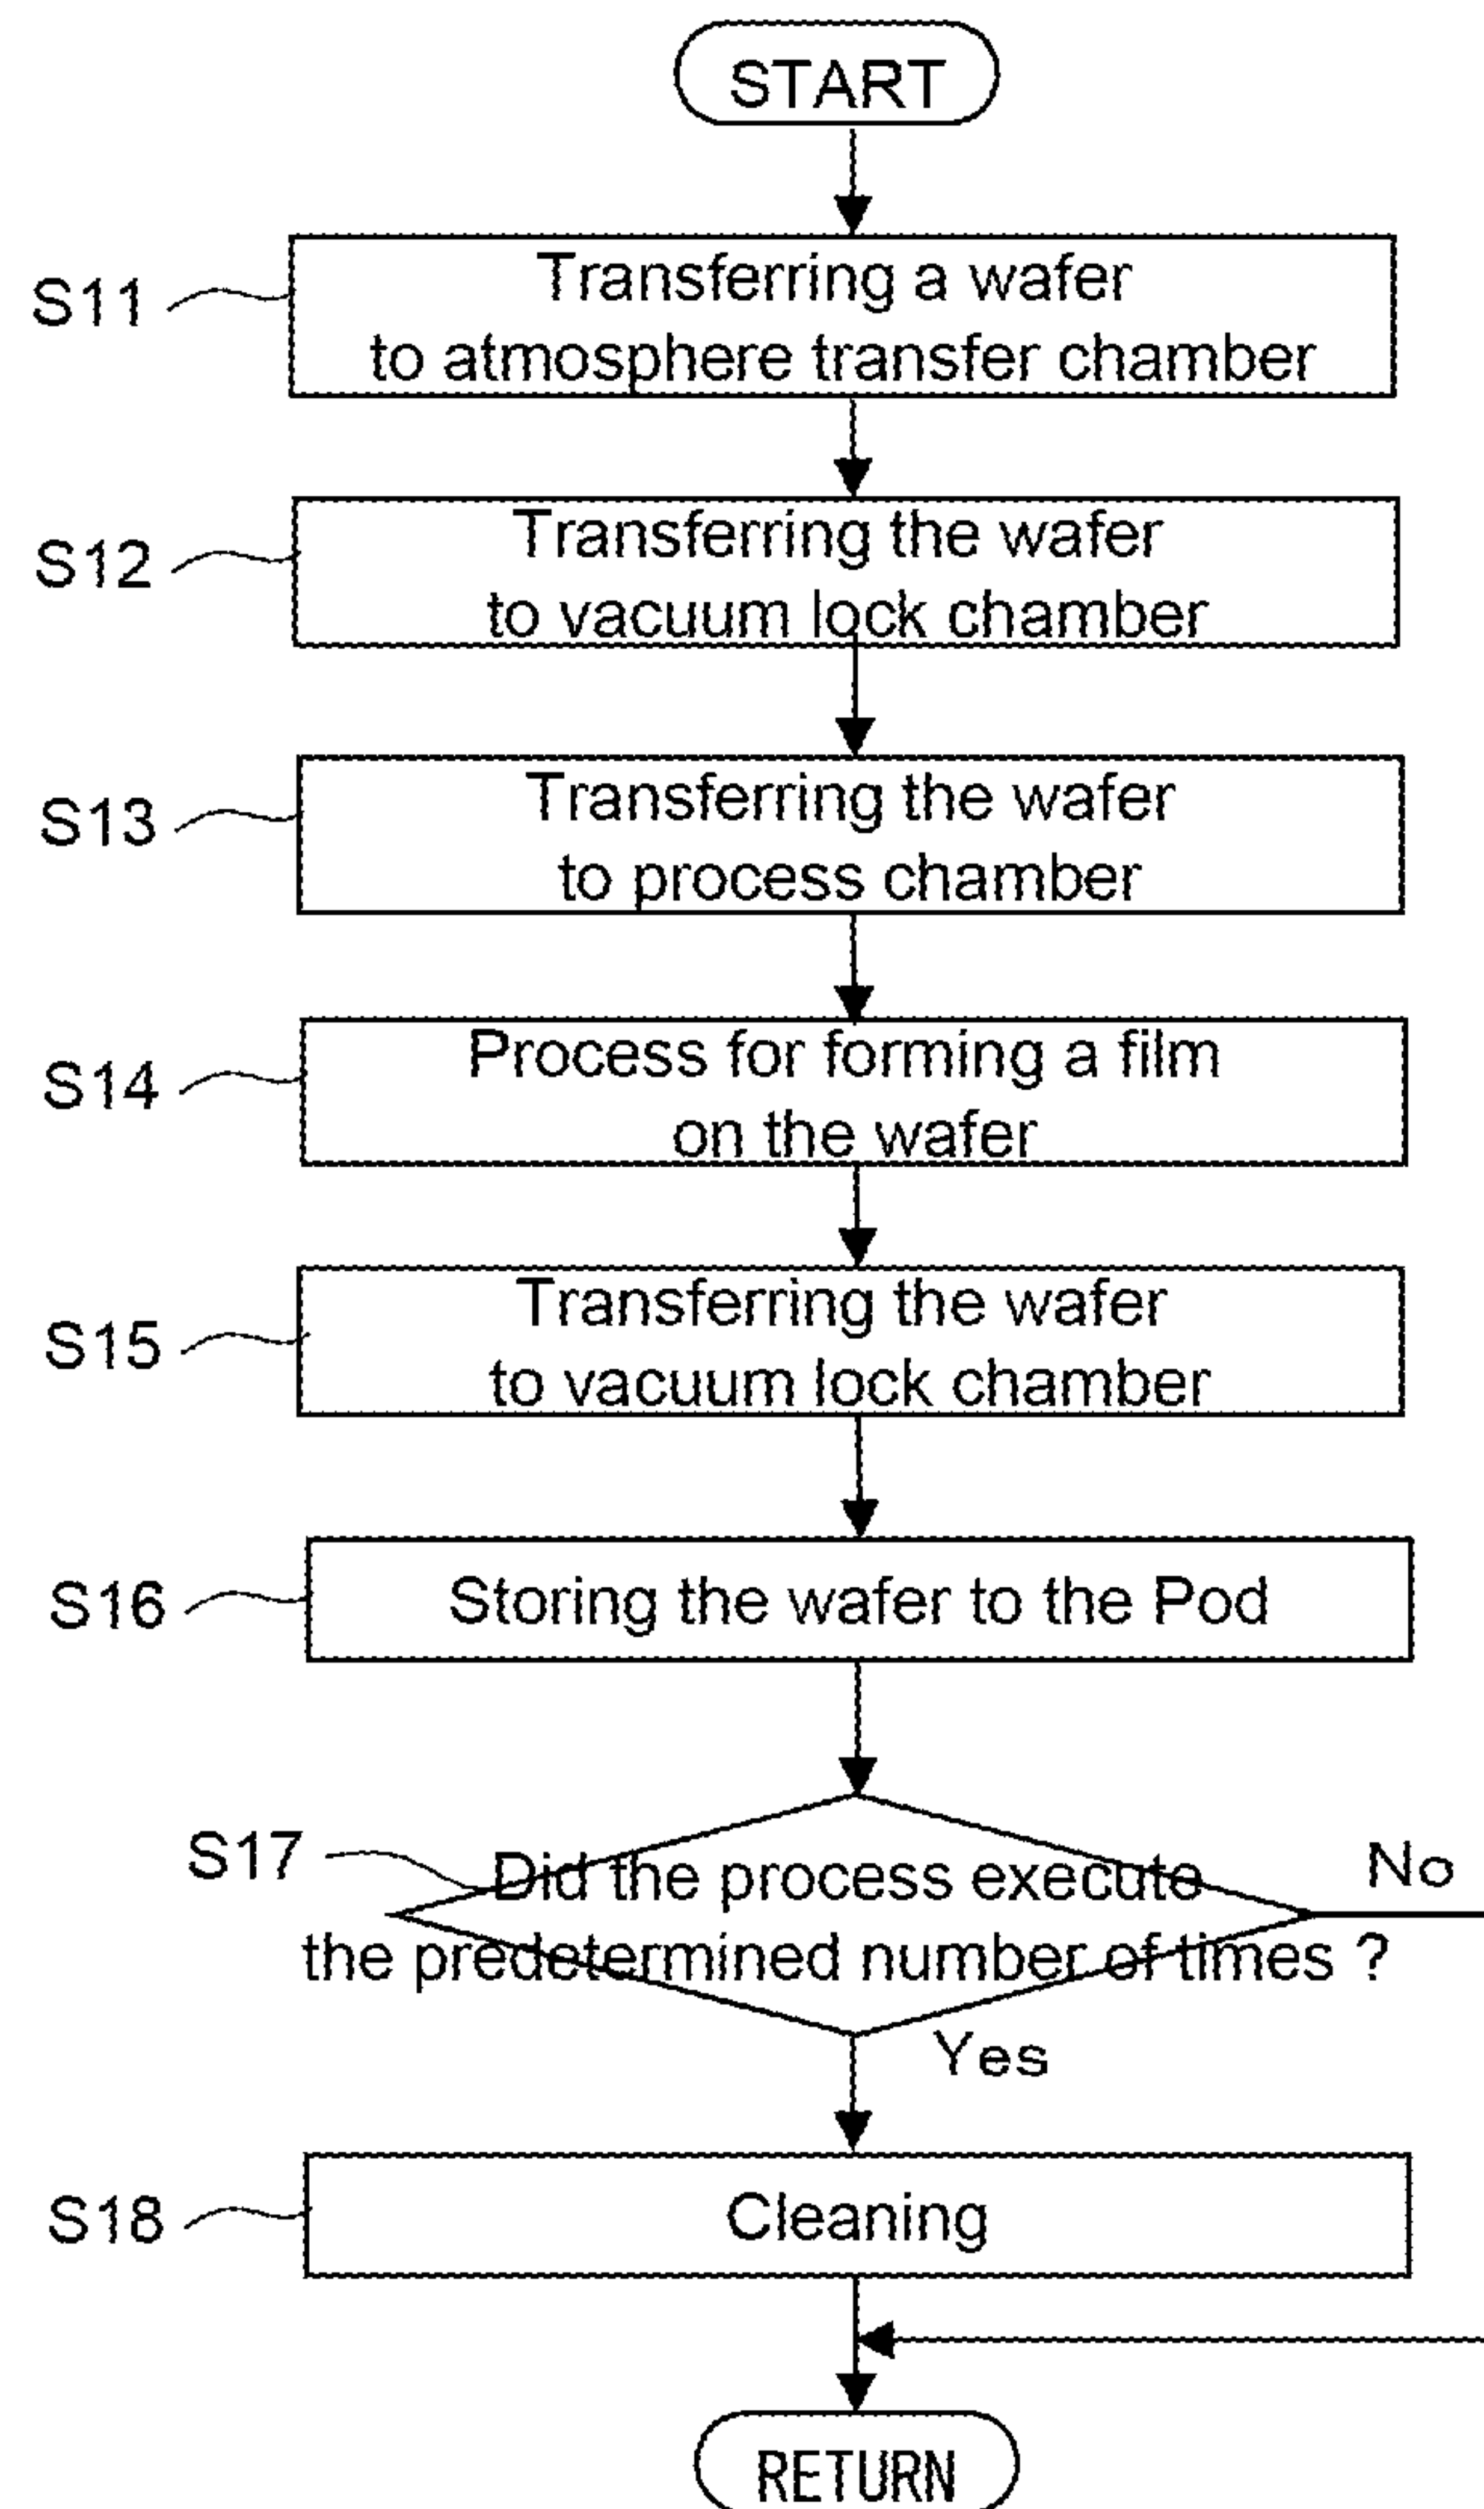 START
S11
Transferring a wafer
to atmosphere transfer chamber
S12
Transferring the wafer
to vacuum lock chamber
S13
Transferring the wafer
to process chamber
S14
Process for forming a film
on the wafer
S15
Transferring the wafer
to vacuum lock chamber
S16
Storing the wafer to the Pod
S17
Did the process execute
the predetermined number of times ?
No
Yes
S18
Cleaning
RETURN